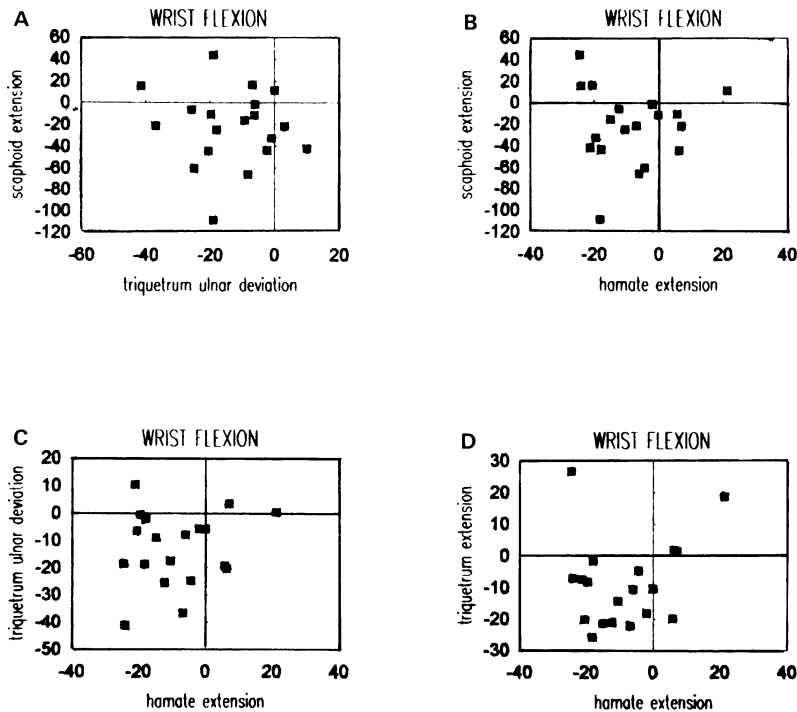 A
WRIST FLEXION
scaphoid extension
60
40
20
0
-20
-40
-60
-80
-100
-120
-60 -40 -20 0 20
triquetrum ulnar deviation
B
WRIST FLEXION
scaphoid extension
60
40
20
0
-20
-40
-60
-80
-100
-120
-40 -20 0 20 40
hamate extension
C
WRIST FLEXION
triquetrum ulnar deviation
20
10
0
-10
-20
-30
-40
-50
-40 -20 0 20 40
hamate extension
D
WRIST FLEXION
triquetrum extension
30
20
10
0
-10
-20
-30
-40 -20 0 20 40
hamate extension